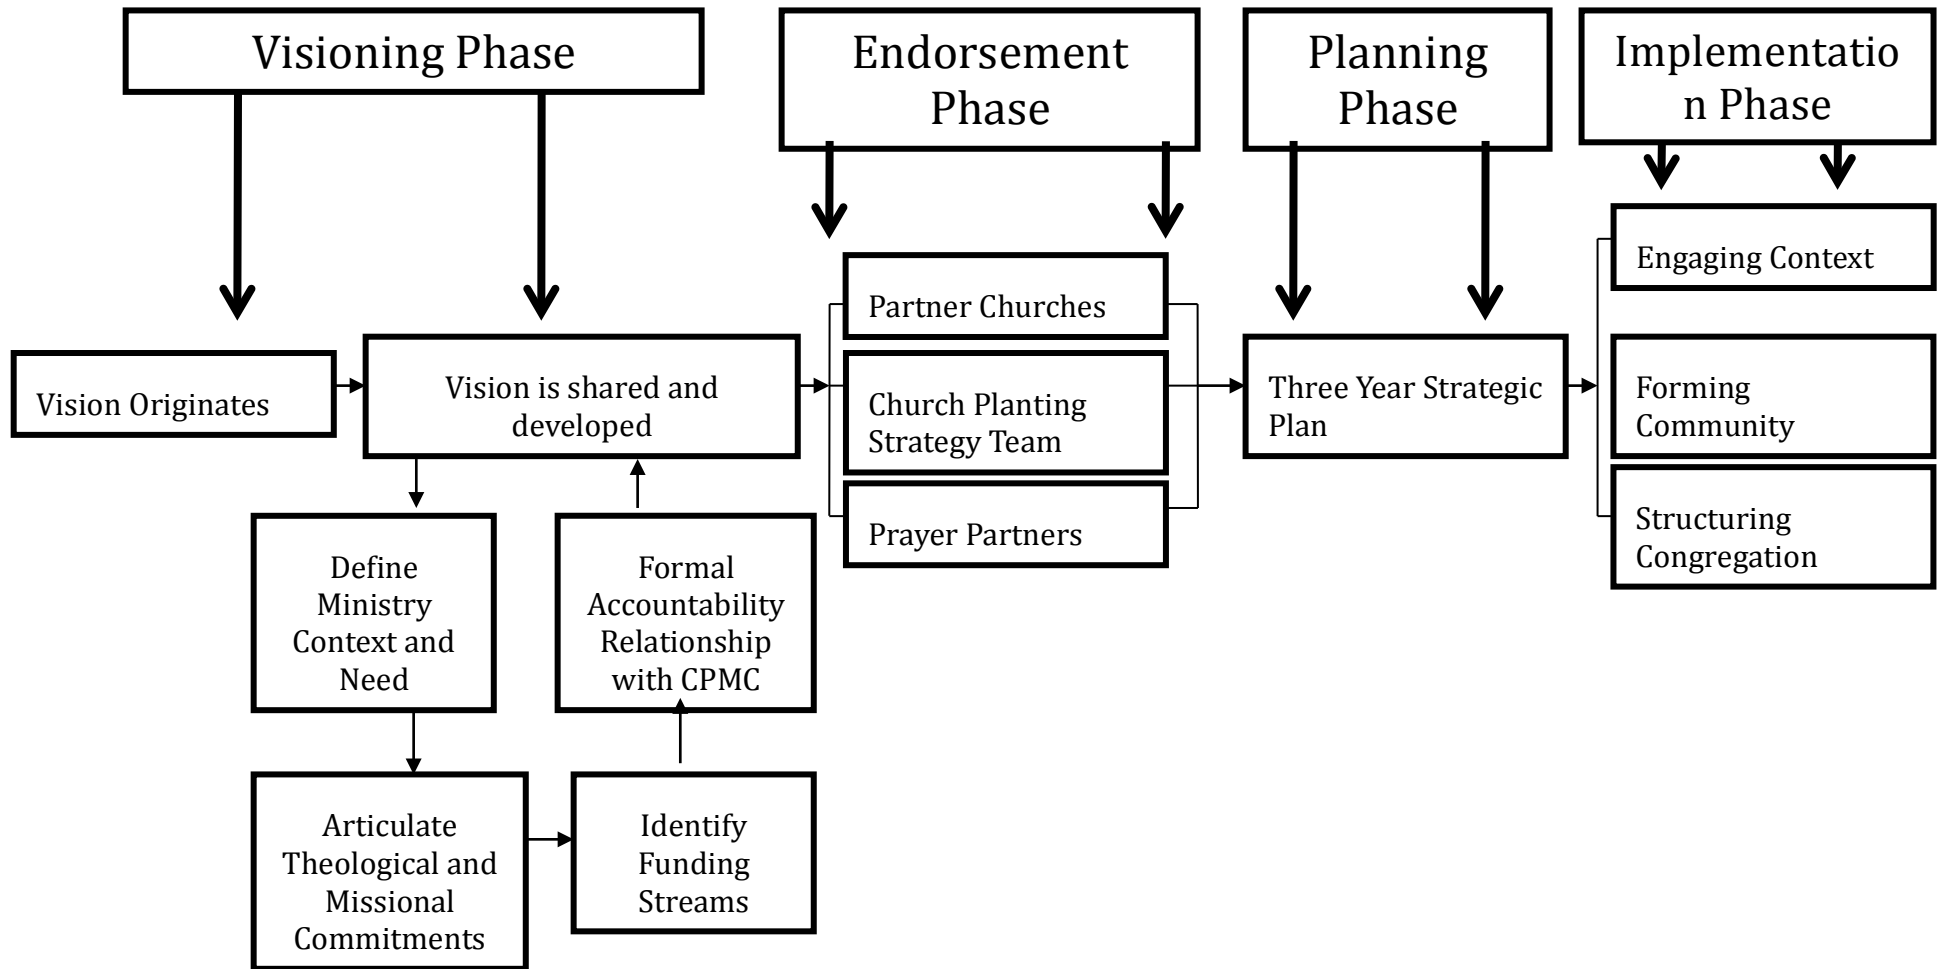 Visioning Phase
Endorsement
Phase
Planning
Phase
Implementatio
n Phase
Vision Originates
Vision is shared and
developed
Define
Ministry
Context and
Need
Articulate
Theological and
Missional
Commitments
Identify
Funding
Streams
Formal
Accountability
Relationship
with CPMC
Partner Churches
Church Planting
Strategy Team
Prayer Partners
Three Year Strategic
Plan
Engaging Context
Forming
Community
Structuring
Congregation